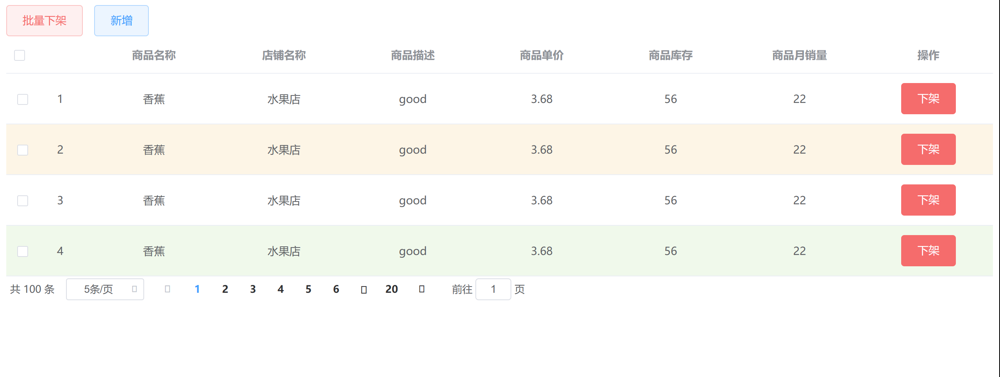 批量下架 新增
商品名称 店铺名称 商品描述 商品单价 商品库存 商品月销量 操作
1 香蕉 水果店 good 3.68 56 22 下架
2 香蕉 水果店 good 3.68 56 22 下架
3 香蕉 水果店 good 3.68 56 22 下架
4 香蕉 水果店 good 3.68 56 22 下架
共 100 条 5条/页 1 2 3 4 5 6 20 前往 1 页